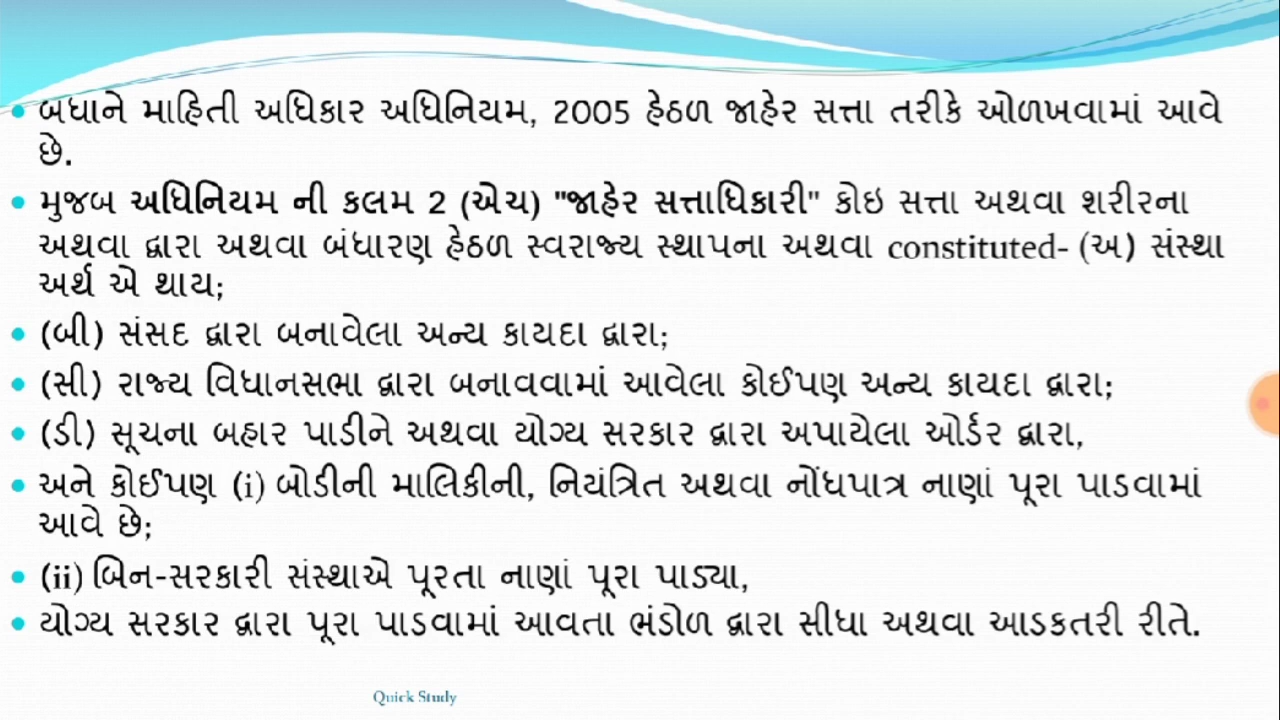 બધાને માહિતી અધિકાર અધિનિયમ, 2005 હેઠળ જાહેર સત્તા તરીકે ઓળખવામાં આવે
છે.
મુજબ અધિનિયમ ની કલમ 2 (એચ) "જાહેર સત્તાધિકારી" કોઇ સત્તા અથવા શરીરના
અથવા દ્વારા અથવા બંધારણ હેઠળ સ્વરાજ્ય સ્થાપના અથવા constituted- (અ) સંસ્થા
અર્થ એ થાય;
(બી) સંસદ દ્વારા બનાવેલા અન્ય કાયદા દ્વારા;
(સી) રાજ્ય વિધાનસભા દ્વારા બનાવવામાં આવેલા કોઈપણ અન્ય કાયદા દ્વારા;
(ડી) સૂચના બહાર પાડીને અથવા યોગ્ય સરકાર દ્વારા અપાયેલા ઓર્ડર દ્વારા,
અને કોઈપણ (i) બોડીની માલિકીની, નિયંત્રિત અથવા નોંધપાત્ર નાણાં પૂરા પાડવામાં
આવે છે;
(ii) બિન-સરકારી સંસ્થાએ પૂરતા નાણાં પૂરા પાડ્યા,
યોગ્ય સરકાર દ્વારા પૂરા પાડવામાં આવતા ભંડોળ દ્વારા સીધા અથવા આડકતરી રીતે.
Quick Study